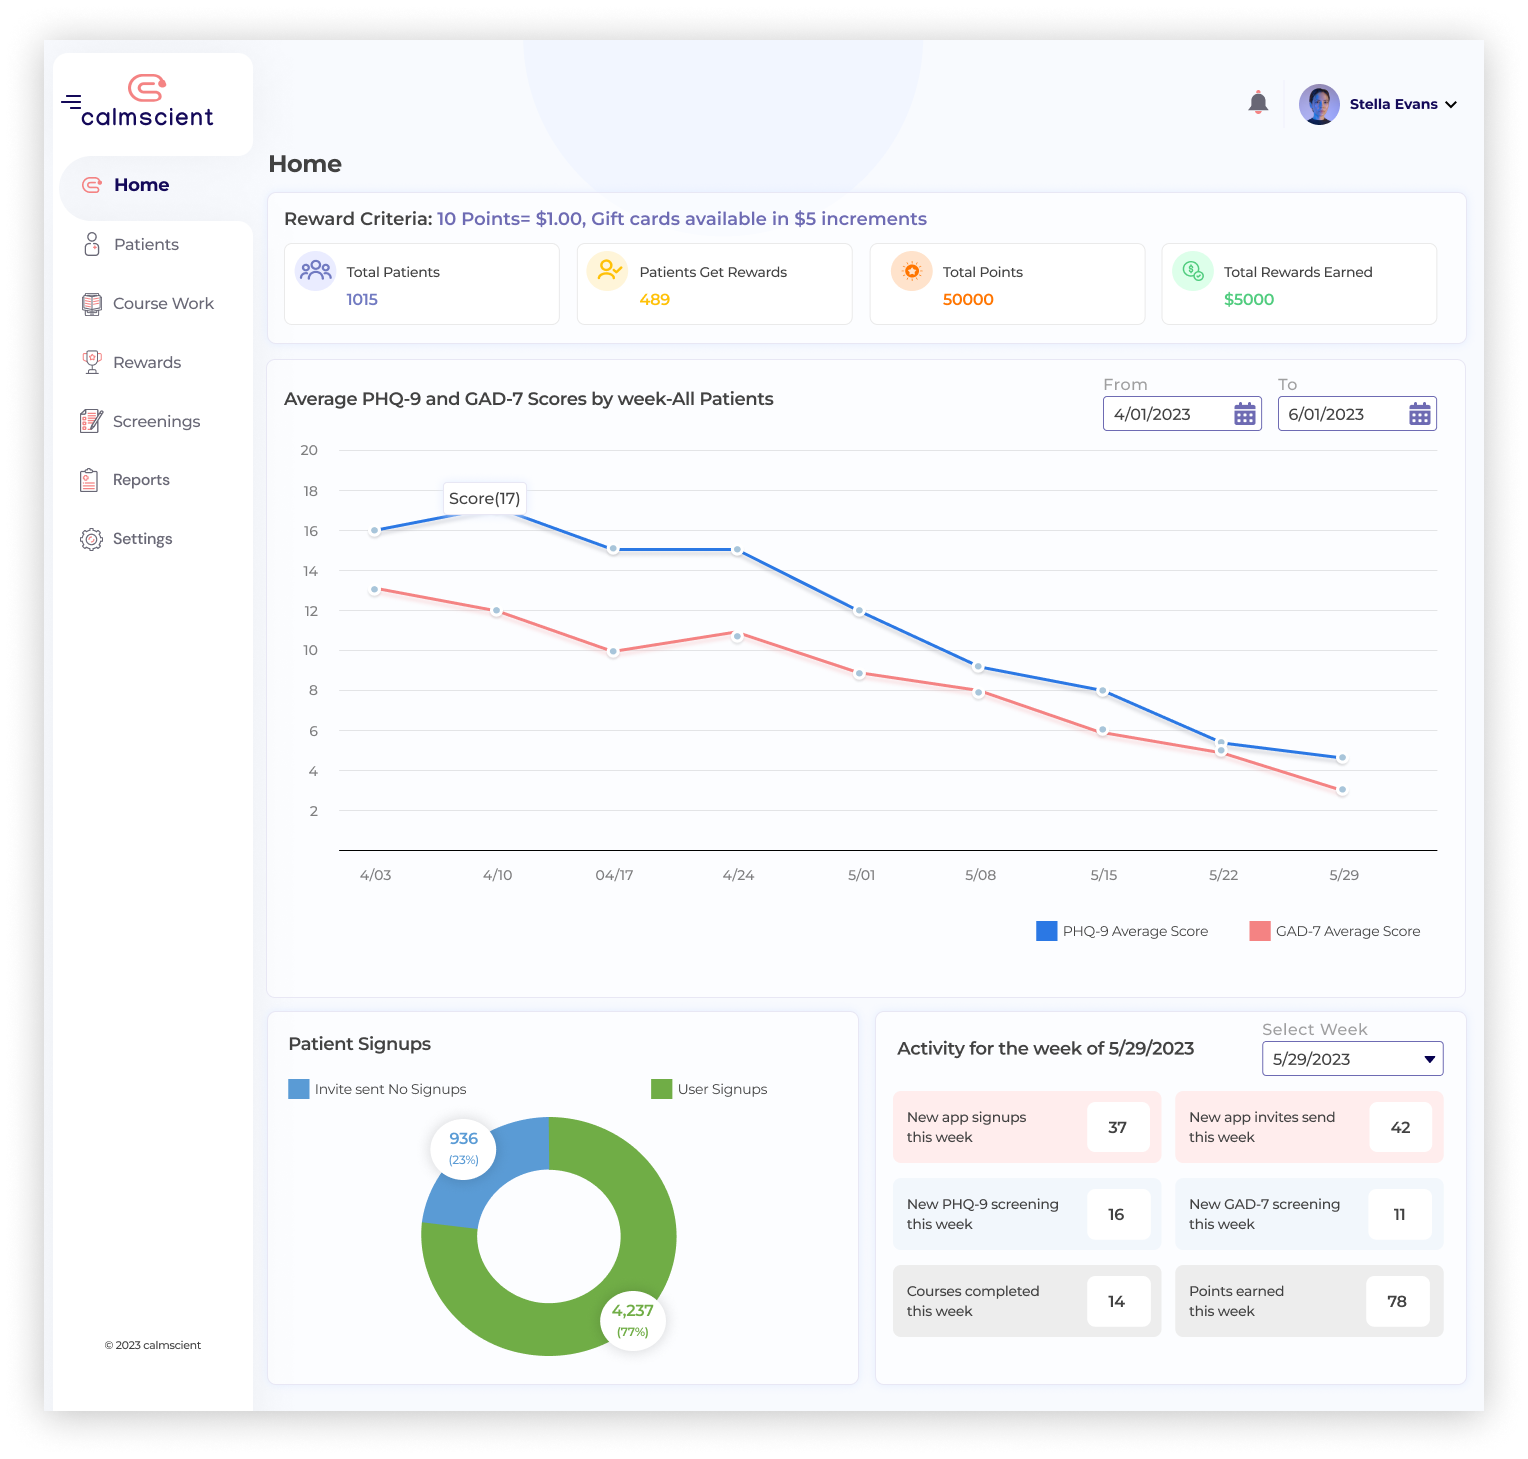 calmscient
Stella Evans
Home
Patients
Course Work
Rewards
Screenings
Reports
Settings
© 2023 calmscient
Home
Reward Criteria: 10 Points= $1.00, Gift cards available in $5 increments
Total Patients
1015
Patients Get Rewards
489
Total Points
50000
Total Rewards Earned
$5000
Average PHQ-9 and GAD-7 Scores by week-All Patients
From
4/01/2023
To
6/01/2023
20
18
16
14
12
10
8
6
4
2
Score(17)
4/03
4/10
04/17
4/24
5/01
5/08
5/15
5/22
5/29
PHQ-9 Average Score
GAD-7 Average Score
Patient Signups
Invite sent No Signups
User Signups
936
(23%)
4,237
(77%)
Activity for the week of 5/29/2023
Select Week
5/29/2023
New app signups
this week
37
New app invites send
this week
42
New PHQ-9 screening
this week
16
New GAD-7 screening
this week
11
Courses completed
this week
14
Points earned
this week
78